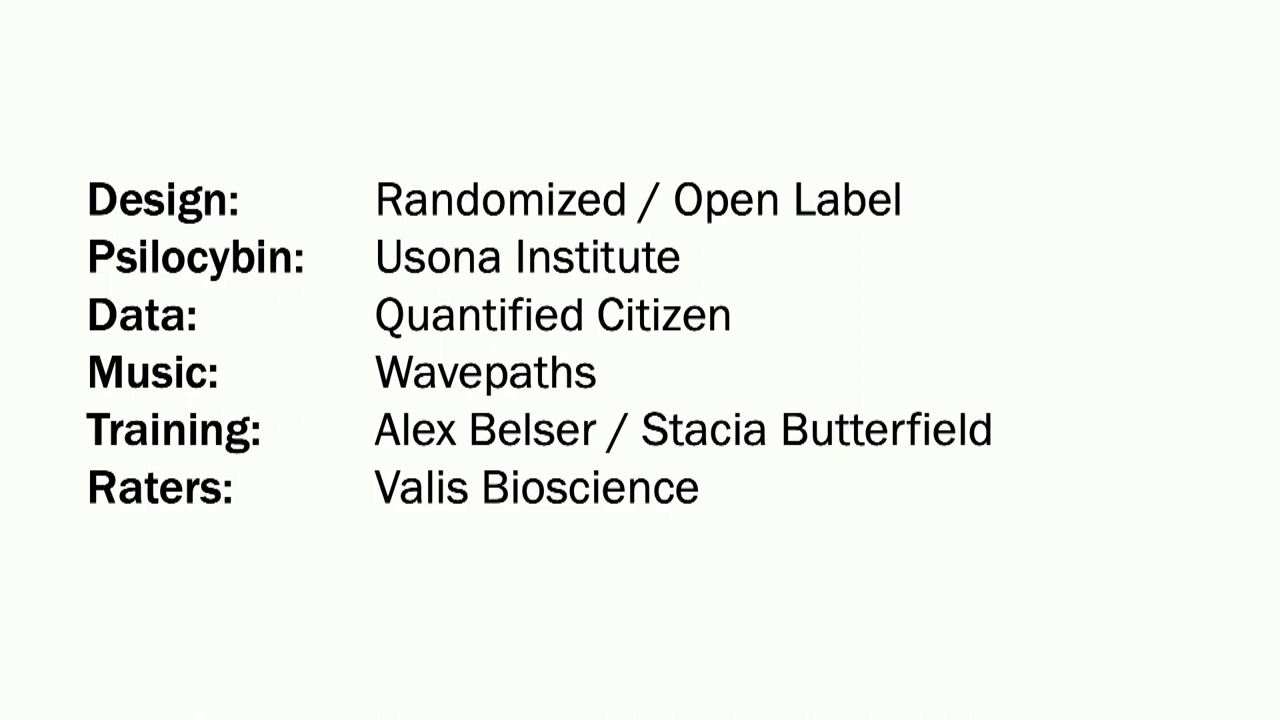 Design: Randomized / Open Label
Psilocybin: Usona Institute
Data: Quantified Citizen
Music: Wavepaths
Training: Alex Belser / Stacia Butterfield
Raters: Valis Bioscience